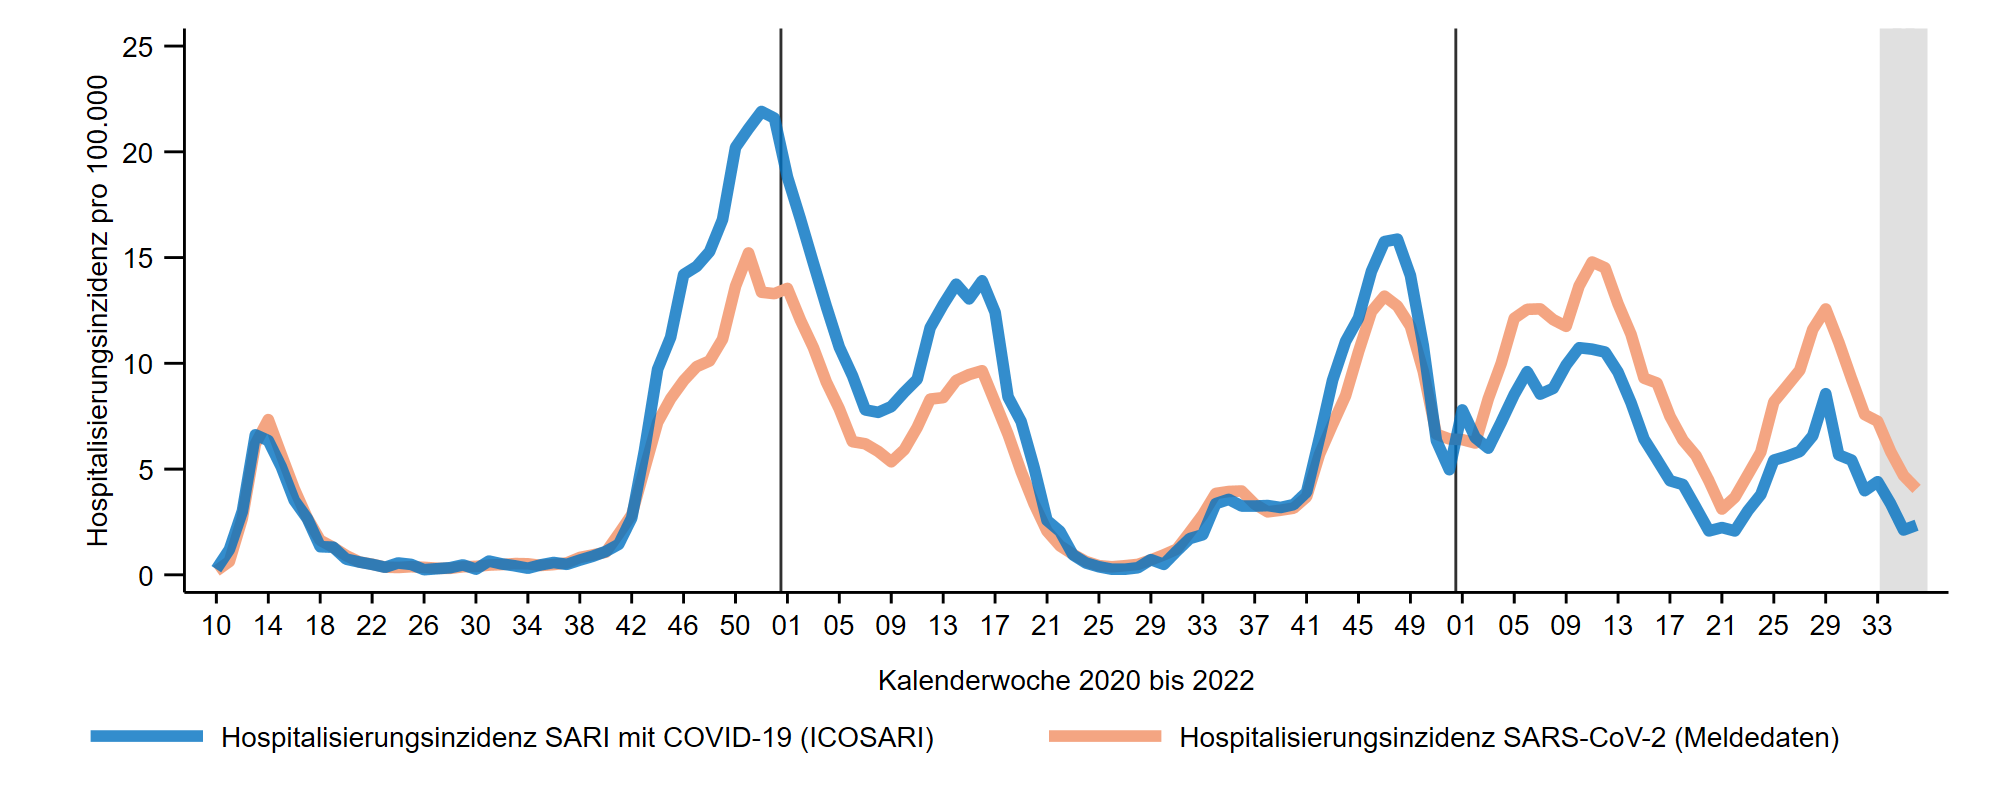 Hospitalisierungsinzidenz pro 100.000
25
20
15
10
5
0
10 14 18 22 26 30 34 38 42 46 50 01 05 09 13 17 21 25 29 33 37 41 45 49 01 05 09 13 17 21 25 29 33
Kalenderwoche 2020 bis 2022
Hospitalisierungsinzidenz SARI mit COVID-19 (ICOSARI)
Hospitalisierungsinzidenz SARS-CoV-2 (Meldedaten)